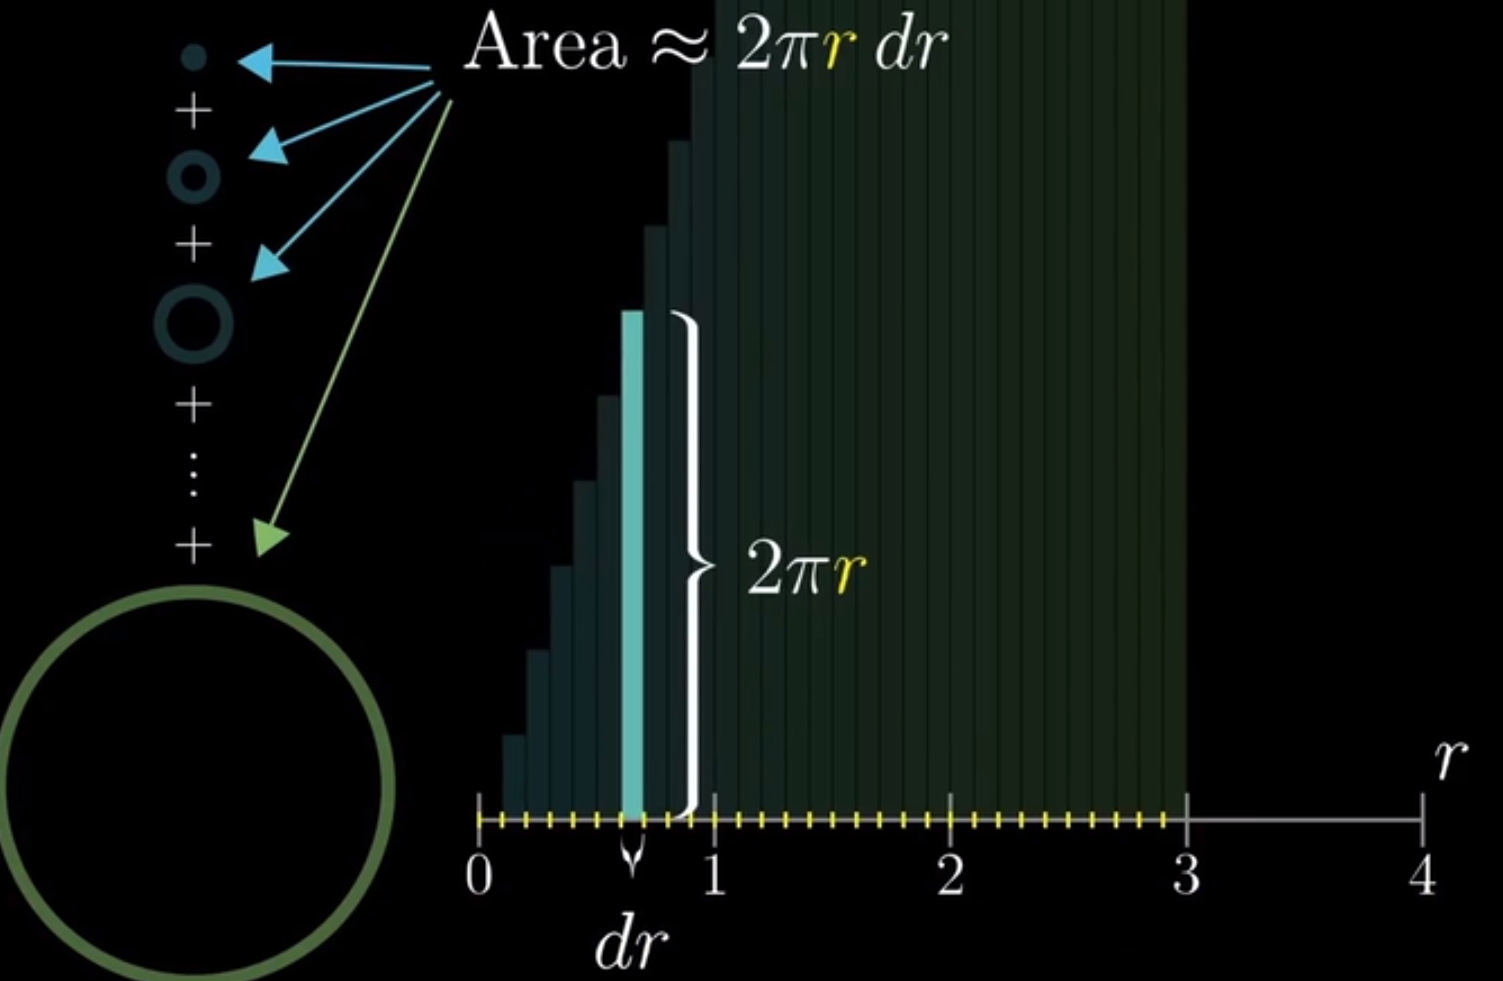 Area ≈ 2πr dr
+
+
+
⋮
+
2πr
r
0 1 2 3 4
dr